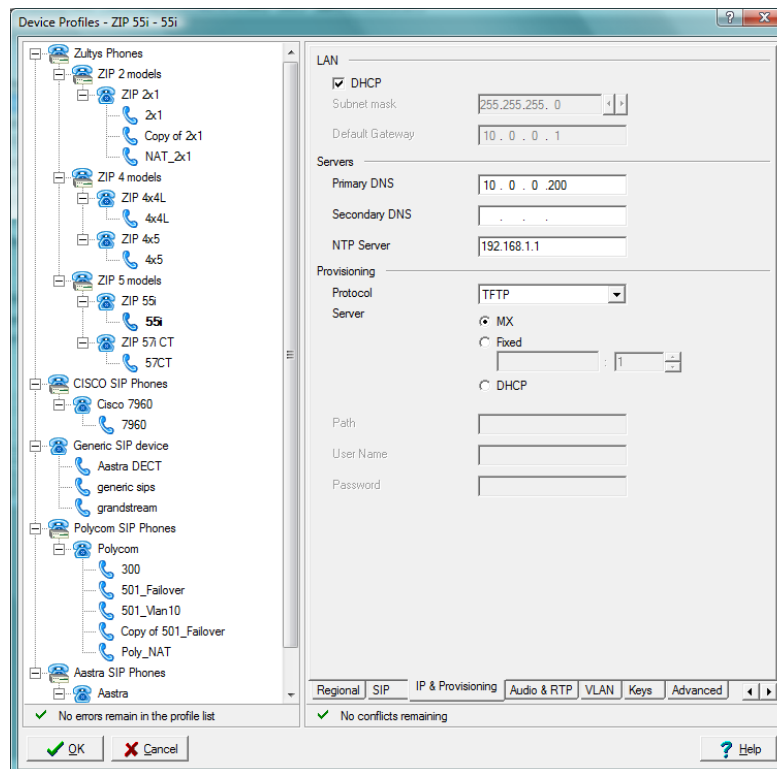 Device Profiles - ZIP 55i - 55i
?
X
Zultys Phones
ZIP 2 models
ZIP 2x1
2x1
Copy of 2x1
NAT_2x1
ZIP 4 models
ZIP 4x4L
4x4L
ZIP 4x5
4x5
ZIP 5 models
ZIP 55i
55i
ZIP 57i CT
57CT
CISCO SIP Phones
Cisco 7960
7960
Generic SIP device
Aastra DECT
generic sips
grandstream
Polycom SIP Phones
Polycom
300
501_Failover
501_Vlan10
Copy of 501_Failover
Poly_NAT
Aastra SIP Phones
Aastra
No errors remain in the profile list
LAN
DHCP
Subnet mask 255.255.255. 0
Default Gateway 10 . 0 . 0 . 1
Servers
Primary DNS 10 . 0 . 0 .200
Secondary DNS . . .
NTP Server 192.168.1.1
Provisioning
Protocol TFTP
Server MX
Fixed
: 1
DHCP
Path
User Name
Password
Regional SIP IP & Provisioning Audio & RTP VLAN Keys Advanced
No conflicts remaining
OK Cancel ? Help